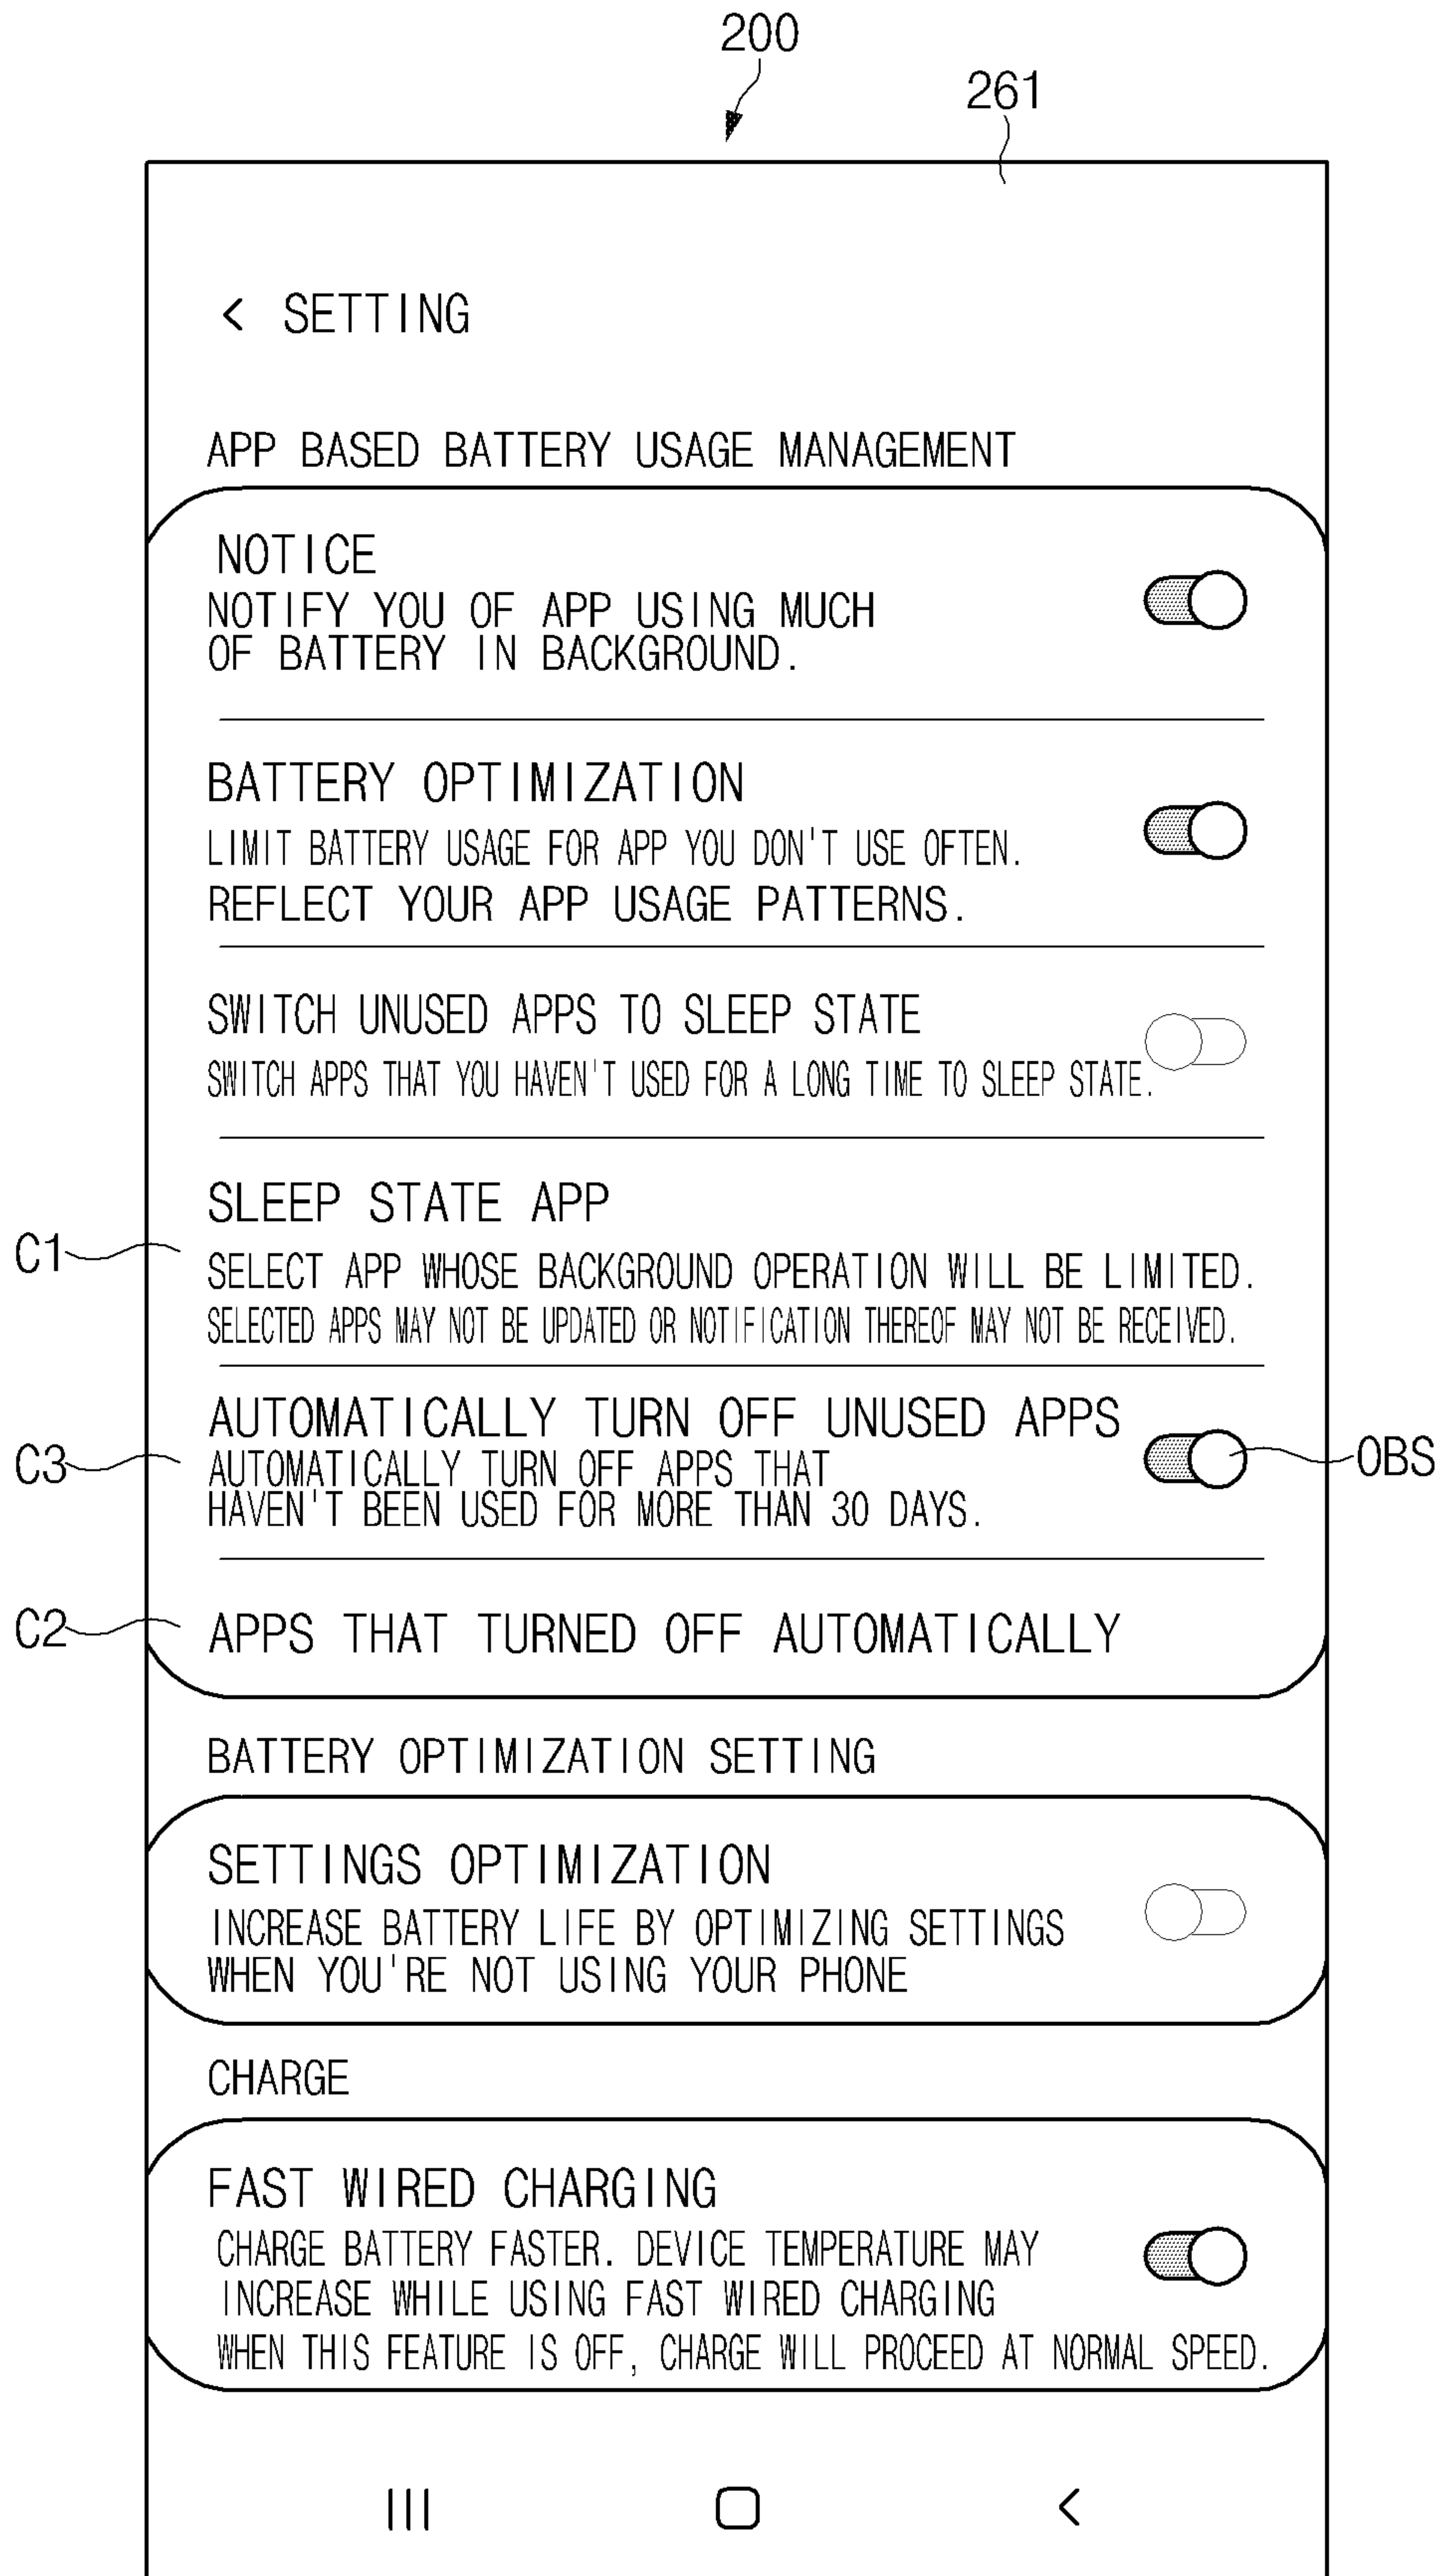 200
261
< SETTING
APP BASED BATTERY USAGE MANAGEMENT
NOTICE
NOTIFY YOU OF APP USING MUCH
OF BATTERY IN BACKGROUND.
BATTERY OPTIMIZATION
LIMIT BATTERY USAGE FOR APP YOU DON'T USE OFTEN.
REFLECT YOUR APP USAGE PATTERNS.
SWITCH UNUSED APPS TO SLEEP STATE
SWITCH APPS THAT YOU HAVEN'T USED FOR A LONG TIME TO SLEEP STATE.
SLEEP STATE APP
C1
SELECT APP WHOSE BACKGROUND OPERATION WILL BE LIMITED.
SELECTED APPS MAY NOT BE UPDATED OR NOTIFICATION THEREOF MAY NOT BE RECEIVED.
AUTOMATICALLY TURN OFF UNUSED APPS
C3
AUTOMATICALLY TURN OFF APPS THAT
OBS
HAVEN'T BEEN USED FOR MORE THAN 30 DAYS.
C2
APPS THAT TURNED OFF AUTOMATICALLY
BATTERY OPTIMIZATION SETTING
SETTINGS OPTIMIZATION
INCREASE BATTERY LIFE BY OPTIMIZING SETTINGS
WHEN YOU'RE NOT USING YOUR PHONE
CHARGE
FAST WIRED CHARGING
CHARGE BATTERY FASTER. DEVICE TEMPERATURE MAY
INCREASE WHILE USING FAST WIRED CHARGING
WHEN THIS FEATURE IS OFF, CHARGE WILL PROCEED AT NORMAL SPEED.